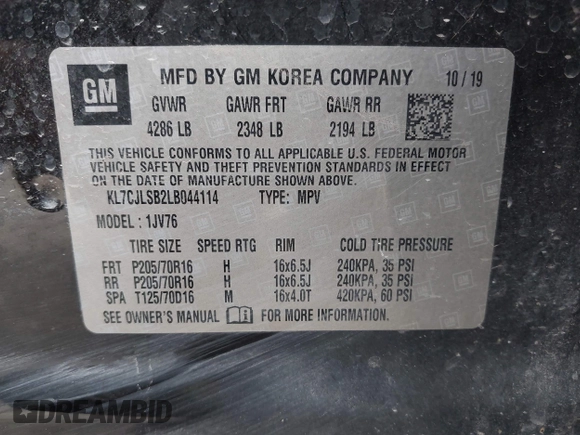 GM
MFD BY GM KOREA COMPANY 10/19
GVWR GAWR FRT GAWR RR
4286 LB 2348 LB 2194 LB
THIS VEHICLE CONFORMS TO ALL APPLICABLE U.S. FEDERAL MOTOR
VEHICLE SAFETY AND THEFT PREVENTION STANDARDS IN EFFECT
ON THE DATE OF MANUFACTURE SHOWN ABOVE.
KL7CJLSB2LB044114 TYPE: MPV
MODEL: 1JV76
TIRE SIZE SPEED RTG RIM COLD TIRE PRESSURE
FRT P205/70R16 H 16x6.5J 240KPA, 35 PSI
RR P205/70R16 H 16x6.5J 240KPA, 35 PSI
SPA T125/70D16 M 16x4.0T 420KPA, 60 PSI
SEE OWNER'S MANUAL FOR MORE INFORMATION.
DREAMBID